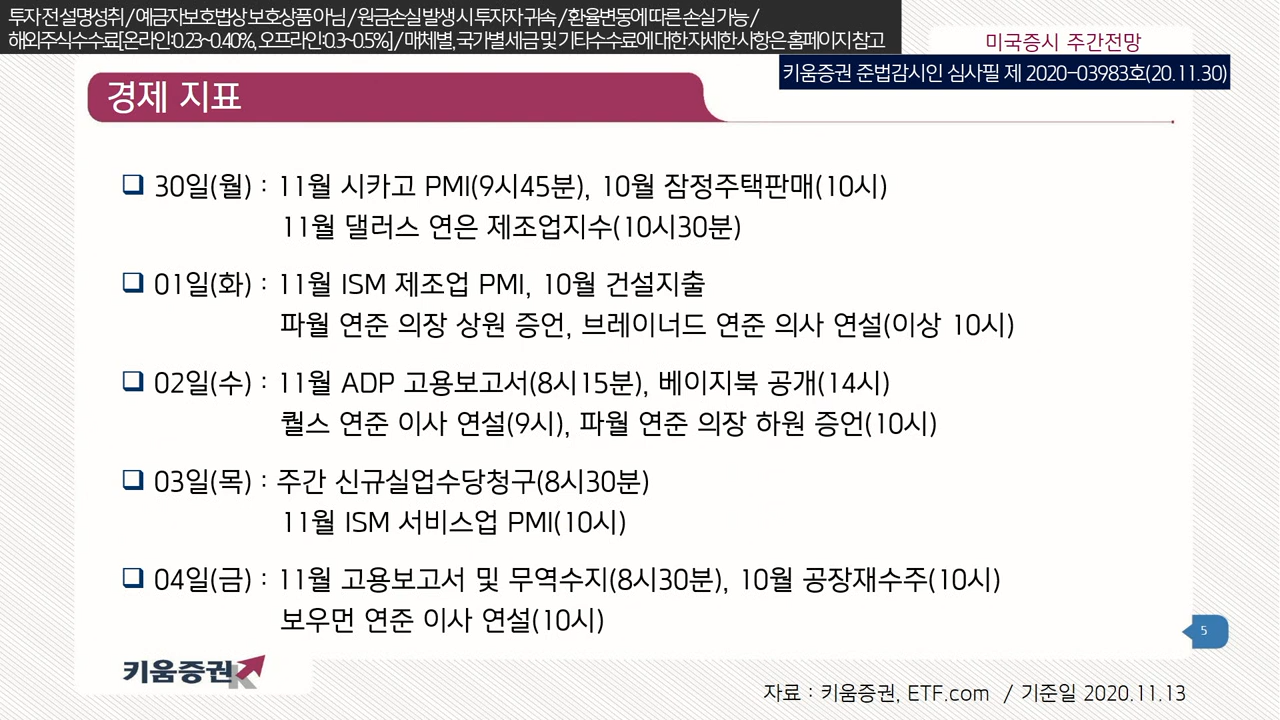 투자 전 설명성취 / 예금자보호법상 보호상품 아님 / 원금손실 발생 시 투자자 귀속 / 환율변동에 따른 손실 가능 /
해외주식수수료[온라인:0.23~0.40%, 오프라인:0.3~0.5%] / 매체별, 국가별 세금 및 기타수수료에 대한 자세한 사항은 홈페이지 참고
미국증시 주간전망
키움증권 준법감시인 심사필 제 2020-03983호(20.11.30)
경제 지표
❑ 30일(월) : 11월 시카고 PMI(9시45분), 10월 잠정주택판매(10시)
11월 댈러스 연은 제조업지수(10시30분)
❑ 01일(화) : 11월 ISM 제조업 PMI, 10월 건설지출
파월 연준 의장 상원 증언, 브레이너드 연준 의사 연설(이상 10시)
❑ 02일(수) : 11월 ADP 고용보고서(8시15분), 베이지북 공개(14시)
퀄스 연준 이사 연설(9시), 파월 연준 의장 하원 증언(10시)
❑ 03일(목) : 주간 신규실업수당청구(8시30분)
11월 ISM 서비스업 PMI(10시)
❑ 04일(금) : 11월 고용보고서 및 무역수지(8시30분), 10월 공장재수주(10시)
보우먼 연준 이사 연설(10시)
5
키움증권
자료 : 키움증권, ETF.com / 기준일 2020.11.13